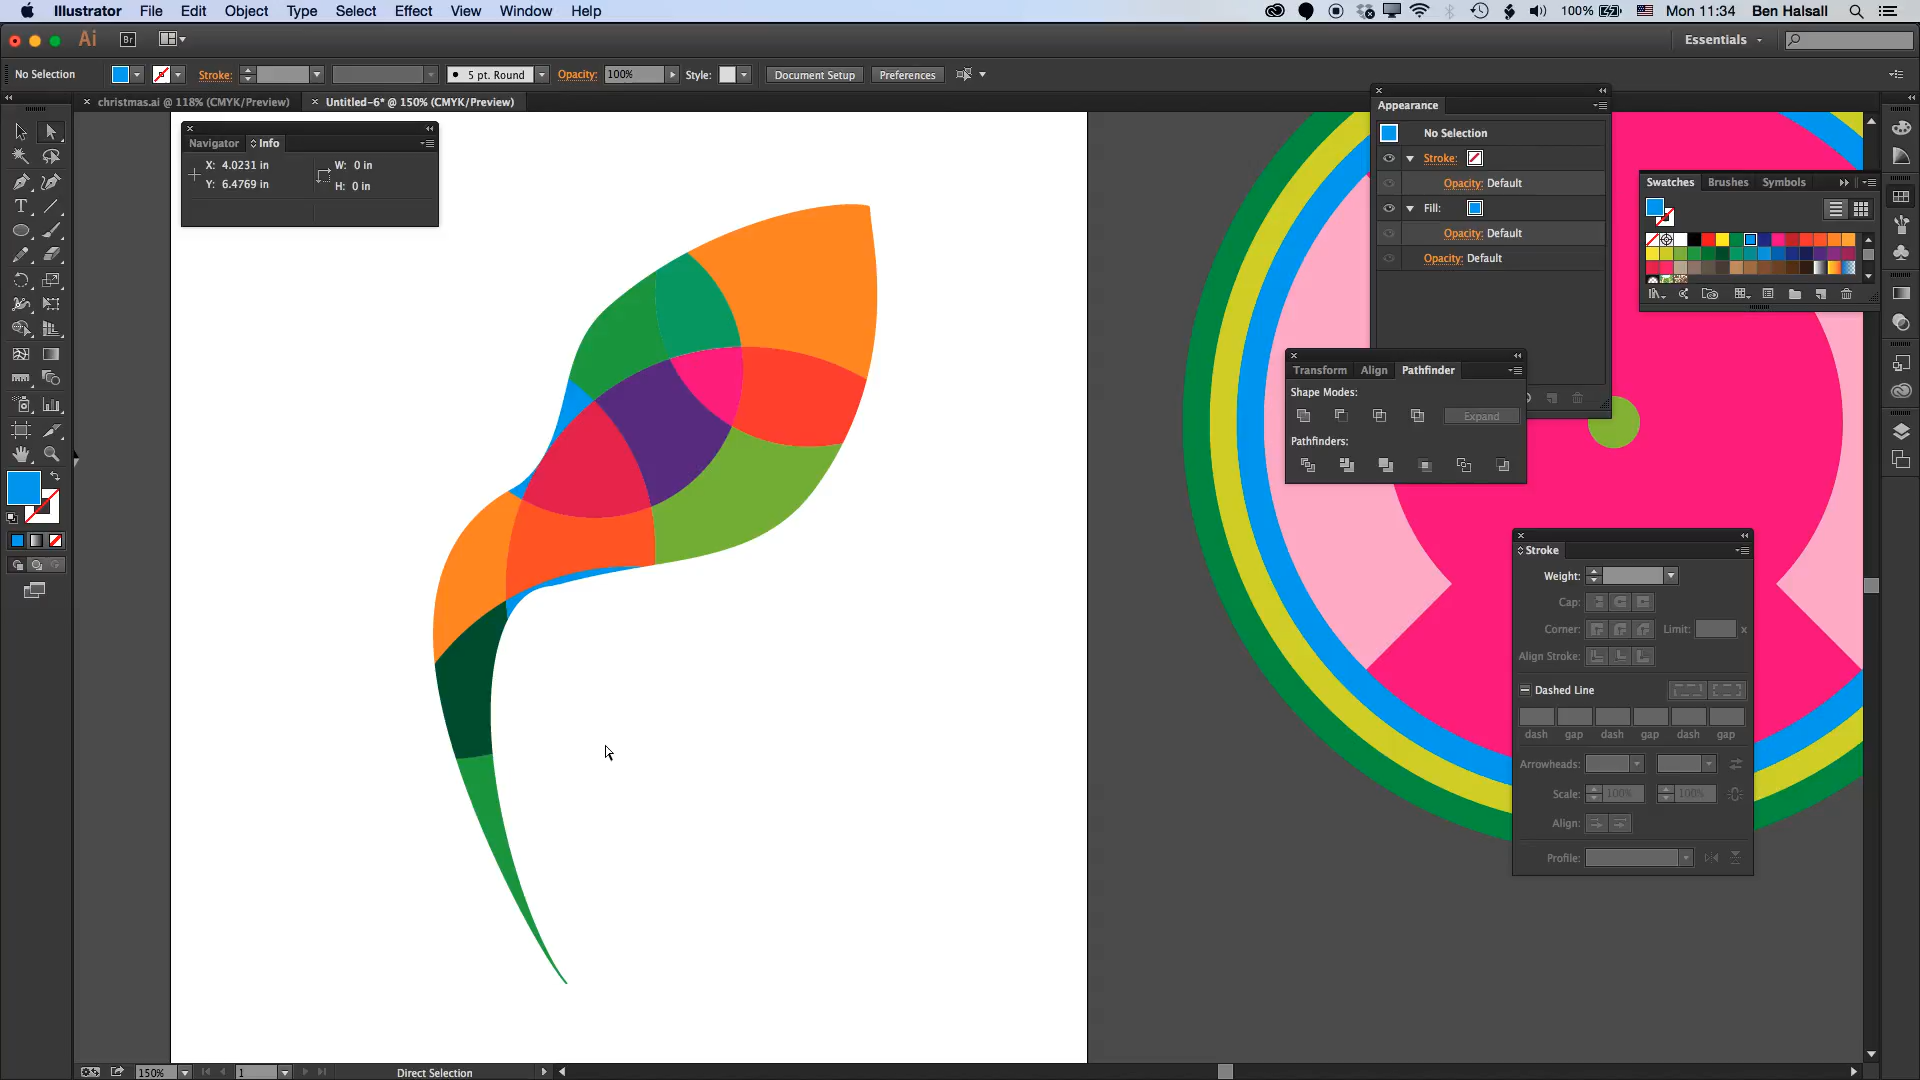 Illustrator File Edit Object Type Select Effect View Window Help 100% Mon 11:34 Ben Halsall
Ai Br Essentials
No Selection Stroke: 5 pt. Round Opacity: 100% Style: Document Setup Preferences
christmas.ai @ 118% (CMYK/Preview) Untitled-6* @ 150% (CMYK/Preview)
Navigator Info
X: 4.0231 in W: 0 in
Y: 6.4769 in H: 0 in
Appearance
No Selection
Stroke:
Opacity: Default
Fill:
Opacity: Default
Opacity: Default
Swatches Brushes Symbols
Transform Align Pathfinder
Shape Modes:
Expand
Pathfinders:
Stroke
Weight:
Cap:
Corner: Limit: x
Align Stroke:
Dashed Line
dash gap dash gap dash gap
Arrowheads:
Scale: 100% 100%
Align:
Profile:
150% 1 Direct Selection